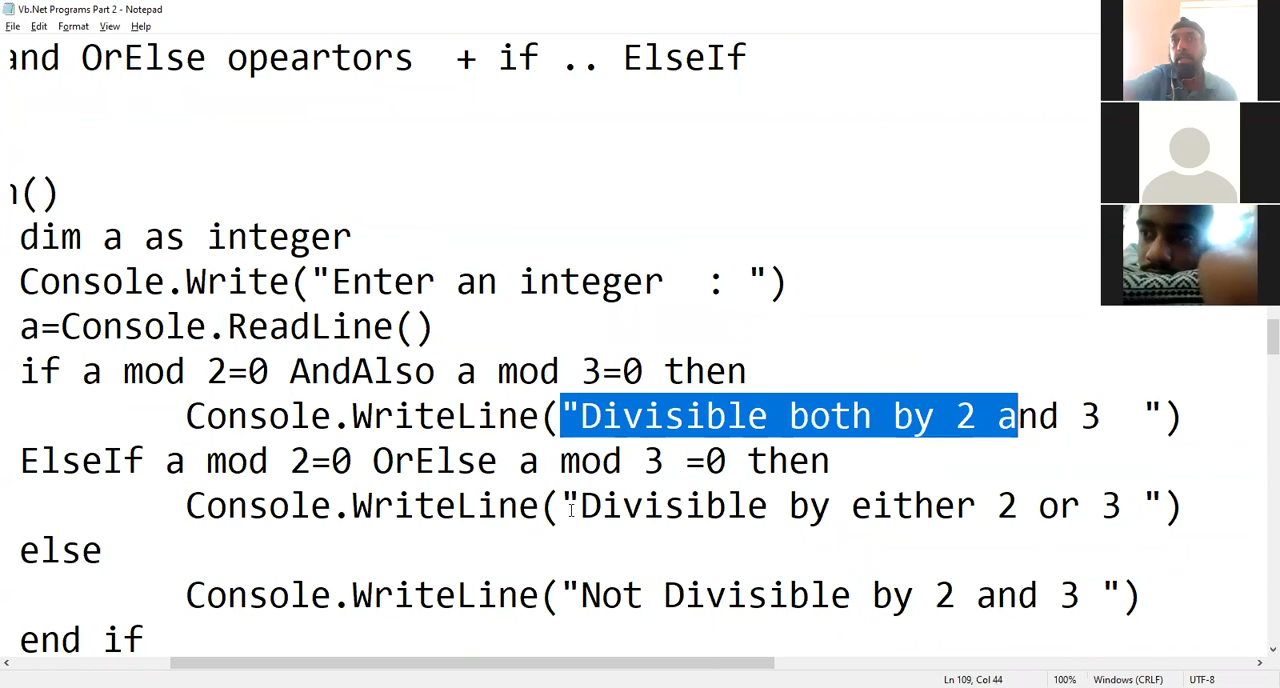 Vb.Net Programs Part 2 - Notepad
File Edit Format View Help
and OrElse opeartors + if .. ElseIf
n()
dim a as integer
Console.Write("Enter an integer : ")
a=Console.ReadLine()
if a mod 2=0 AndAlso a mod 3=0 then
Console.WriteLine("Divisible both by 2 and 3 ")
ElseIf a mod 2=0 OrElse a mod 3 =0 then
Console.WriteLine("Divisible by either 2 or 3 ")
else
Console.WriteLine("Not Divisible by 2 and 3 ")
end if
Ln 109, Col 44 100% Windows (CRLF) UTF-8